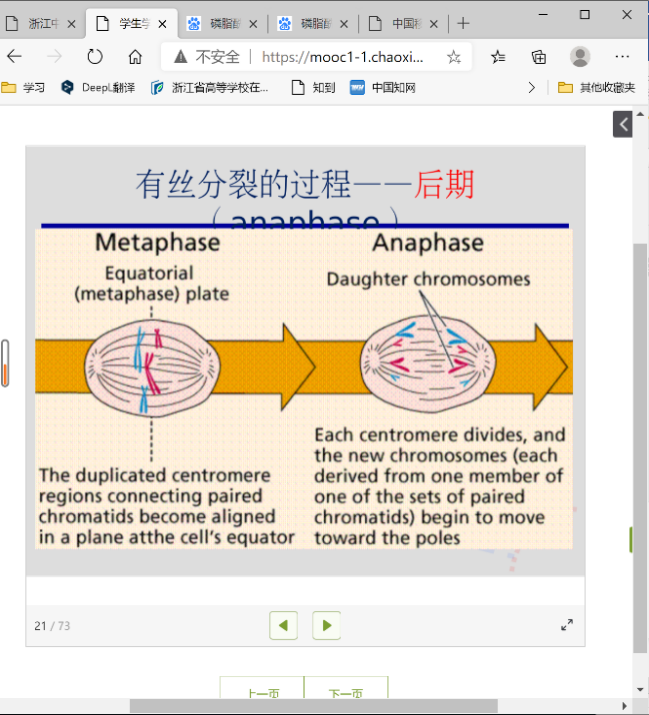 浙江中
学生学
磷脂酰
磷脂酰
中国科
不安全 https://mooc1-1.chaoxi...
学习 DeepL翻译 浙江省高等学校在... 知到 中国知网 其他收藏夹
有丝分裂的过程——后期
（anaphase）
Metaphase
Equatorial
(metaphase) plate
Anaphase
Daughter chromosomes
The duplicated centromere
regions connecting paired
chromatids become aligned
in a plane atthe cell's equator
Each centromere divides, and
the new chromosomes (each
derived from one member of
one of the sets of paired
chromatids) begin to move
toward the poles
21 / 73
上一页 下一页